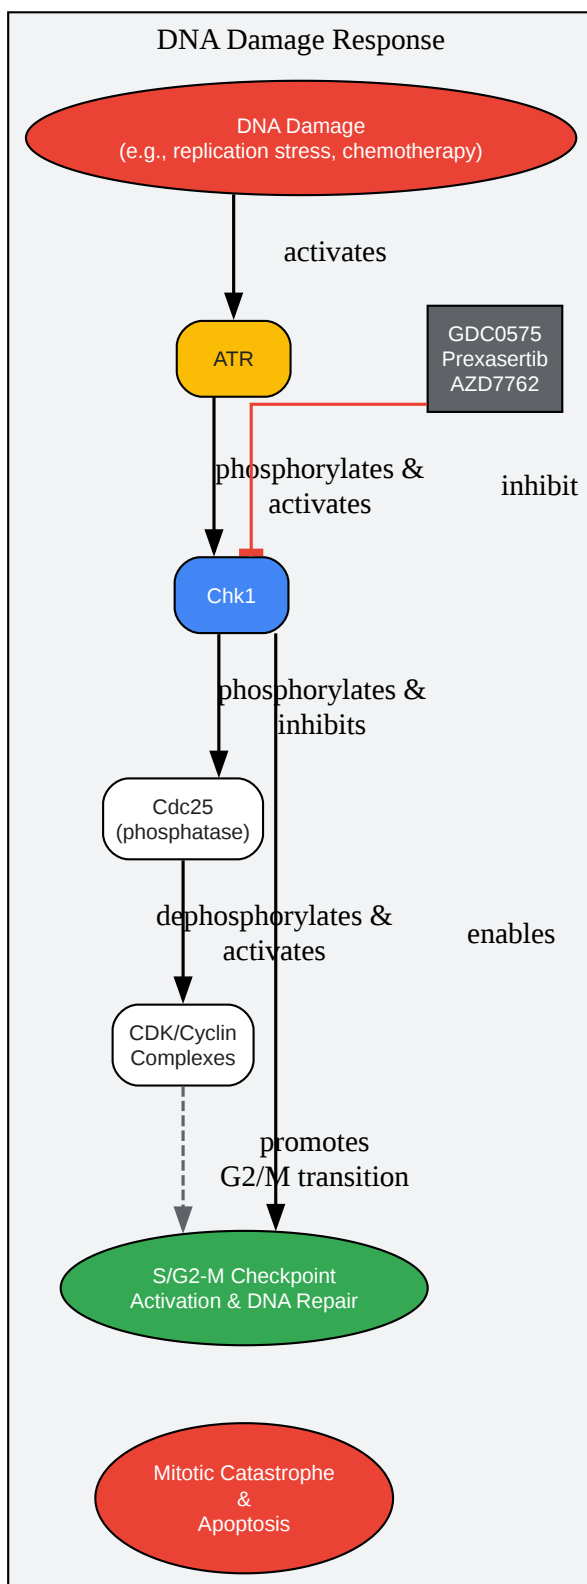 DNA Damage Response
DNA Damage
(e.g., replication stress, chemotherapy)
activates
ATR
GDC0575
Prexasertib
AZD7762
phosphorylates &
activates
inhibit
Chk1
phosphorylates &
inhibits
Cdc25
(phosphatase)
dephosphorylates &
activates
enables
CDK/Cyclin
Complexes
promotes
G2/M transition
S/G2-M Checkpoint
Activation & DNA Repair
Mitotic Catastrophe
&
Apoptosis